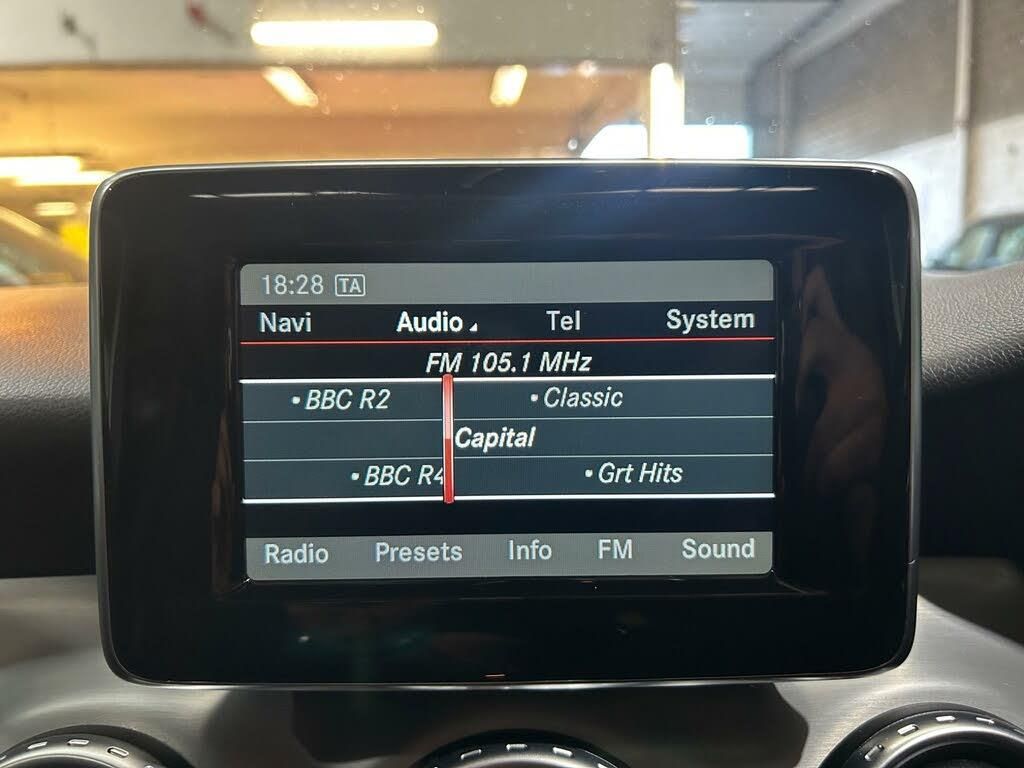 18:28 TA
Navi Audio Tel System
FM 105.1 MHz
• BBC R2 • Classic
Capital
• BBC R4 • Grt Hits
Radio Presets Info FM Sound